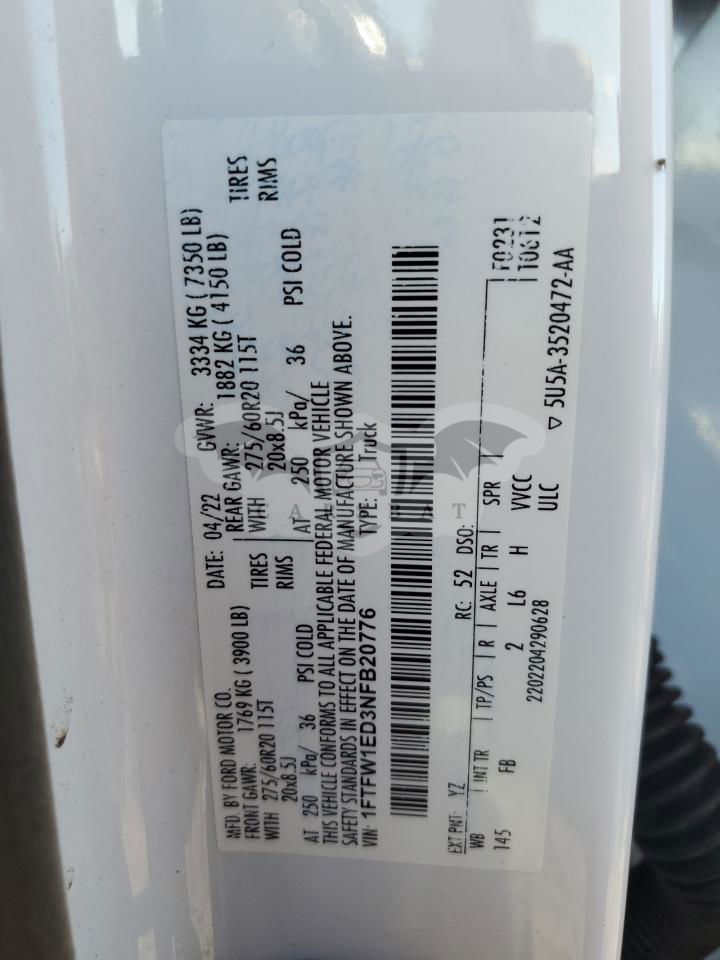 MFD. BY FORD MOTOR CO.
DATE: 04/22 GVWR: 3334 KG ( 7350 LB)
FRONT GAWR: 1769 KG ( 3900 LB) REAR GAWR: 1882 KG ( 4150 LB)
WITH 275/60R20 115T TIRES WITH 275/60R20 115T TIRES
20x8.5J RIMS 20x8.5J RIMS
AT 250 kPa/ 36 PSI COLD AT 250 kPa/ 36 PSI COLD
THIS VEHICLE CONFORMS TO ALL APPLICABLE FEDERAL MOTOR VEHICLE
SAFETY STANDARDS IN EFFECT ON THE DATE OF MANUFACTURE SHOWN ABOVE.
VIN: 1FTFW1ED3NFB20776 TYPE: Truck
EXT PNT: YZ RC: 52 DSO:
WB INT TR TP/PS R AXLE TR SPR T0231
145 FB 2 L6 H VVCC T0612
2202204290628 ULC
5U5A-3520472-AA